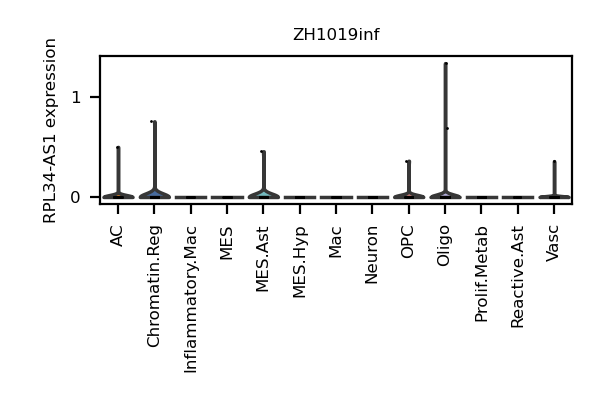 ZH1019inf
RPL34-AS1 expression
1
0
AC
Chromatin.Reg
Inflammatory.Mac
MES
MES.Ast
MES.Hyp
Mac
Neuron
OPC
Oligo
Prolif.Metab
Reactive.Ast
Vasc